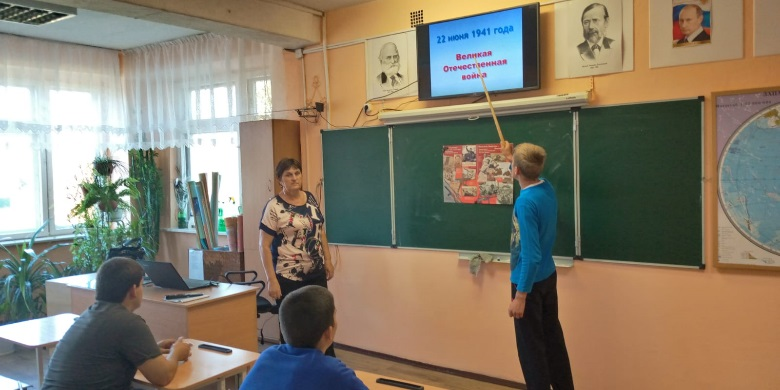 22 июня 1941 года
Великая
Отечественная
война